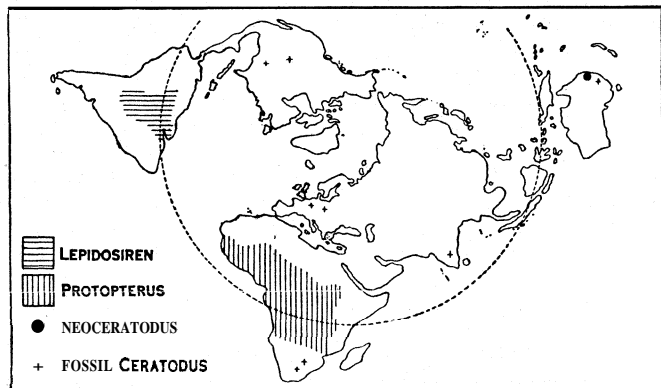 LEPIDOSIREN
PROTOPTERUS
NEOCERATODUS
FOSSIL CERATODUS